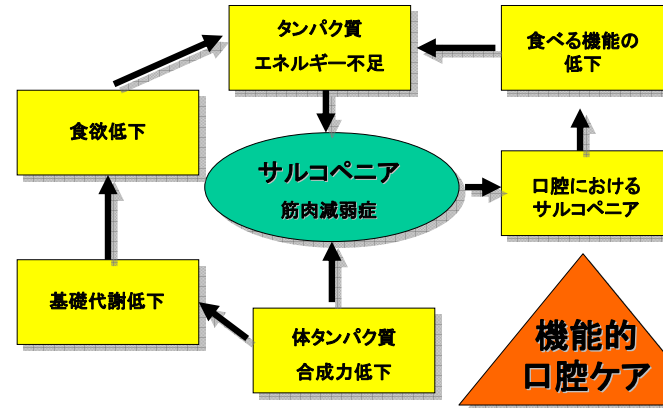 タンパク質
エネルギー不足
食べる機能の
低下
食欲低下
サルコペニア
筋肉減弱症
口腔における
サルコペニア
基礎代謝低下
体タンパク質
合成力低下
機能的
口腔ケア